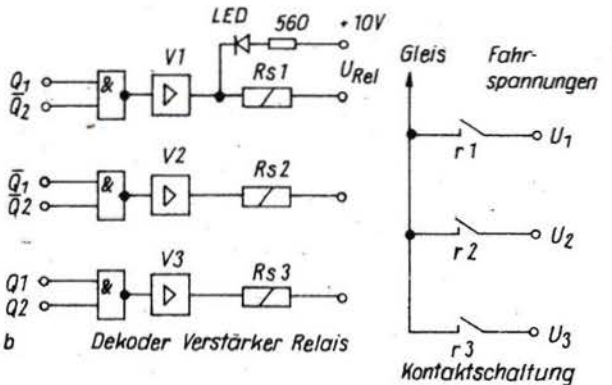 LED 560 + 10V
V1
Q1
Q̅2
&
Rs1
URel
V2
Q̅1
Q̅2
&
Rs2
V3
Q1
Q2
&
Rs3
b Dekoder Verstärker Relais
Gleis Fahr-
spannungen
r1 U1
r2 U2
r3 U3
Kontaktschaltung